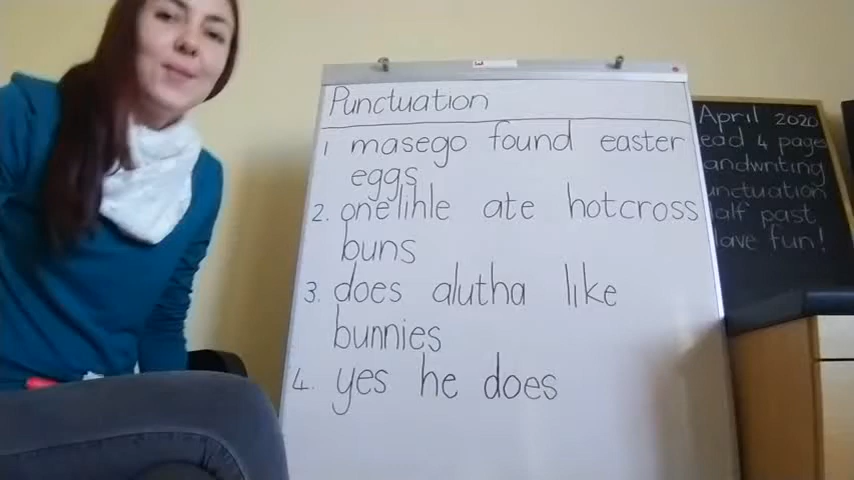 Punctuation
1 masego found easter
eggs
2. onelihle ate hotcross
buns
3. does alutha like
bunnies
4. yes he does
April 2020
ead 4 page
andwriting
unctuation
alf past
ave fun!